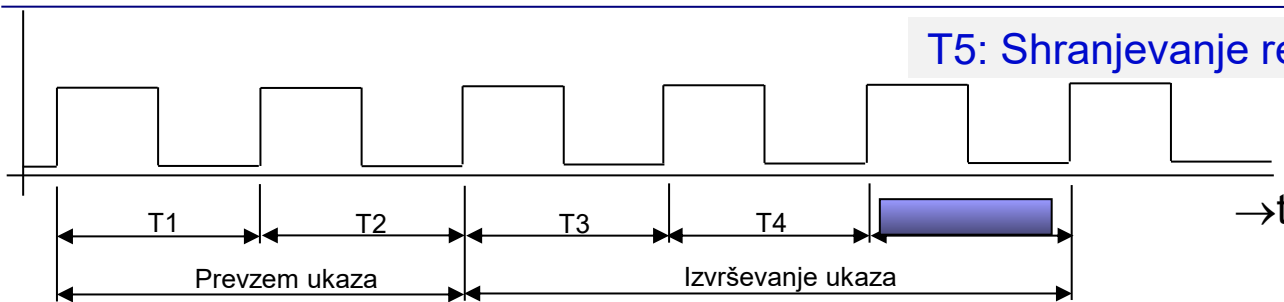 T5: Shranjevanje re
T1 T2 T3 T4 →t
Prevzem ukaza Izvrševanje ukaza